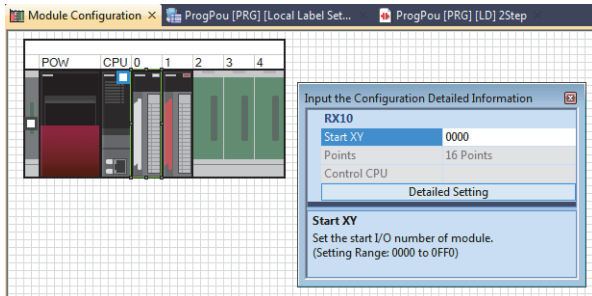 Module Configuration × ProgPou [PRG] [Local Label Set... × ProgPou [PRG] [LD] 2Step ×
POW CPU 0 1 2 3 4
Input the Configuration Detailed Information
RX10
Start XY 0000
Points 16 Points
Control CPU
Detailed Setting
Start XY
Set the start I/O number of module.
(Setting Range: 0000 to 0FF0)